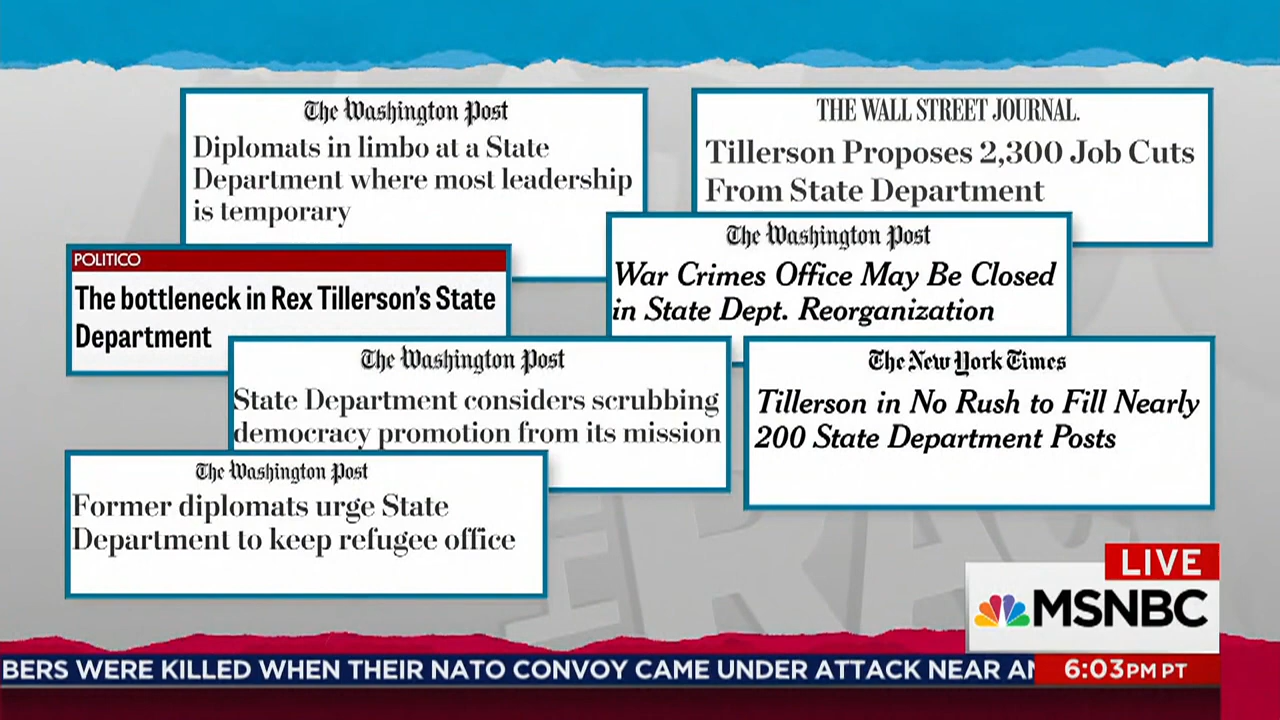 The Washington Post
Diplomats in limbo at a State
Department where most leadership
is temporary
THE WALL STREET JOURNAL.
Tillerson Proposes 2,300 Job Cuts
From State Department
The Washington Post
War Crimes Office May Be Closed
in State Dept. Reorganization
POLITICO
The bottleneck in Rex Tillerson's State
Department
The Washington Post
State Department considers scrubbing
democracy promotion from its mission
The New York Times
Tillerson in No Rush to Fill Nearly
200 State Department Posts
The Washington Post
Former diplomats urge State
Department to keep refugee office
LIVE
MSNBC
BERS WERE KILLED WHEN THEIR NATO CONVOY CAME UNDER ATTACK NEAR AN
6:03PM PT